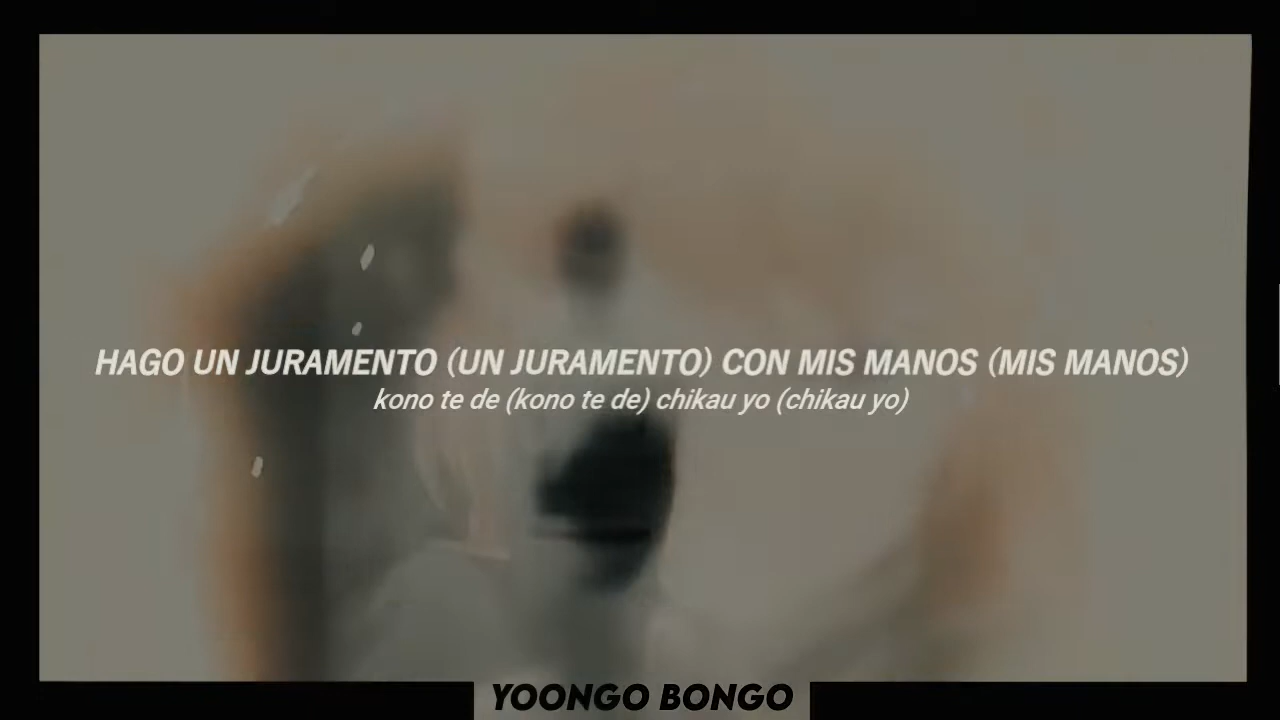 HAGO UN JURAMENTO (UN JURAMENTO) CON MIS MANOS (MIS MANOS)
kono te de (kono te de) chikau yo (chikau yo)
YOONGO BONGO